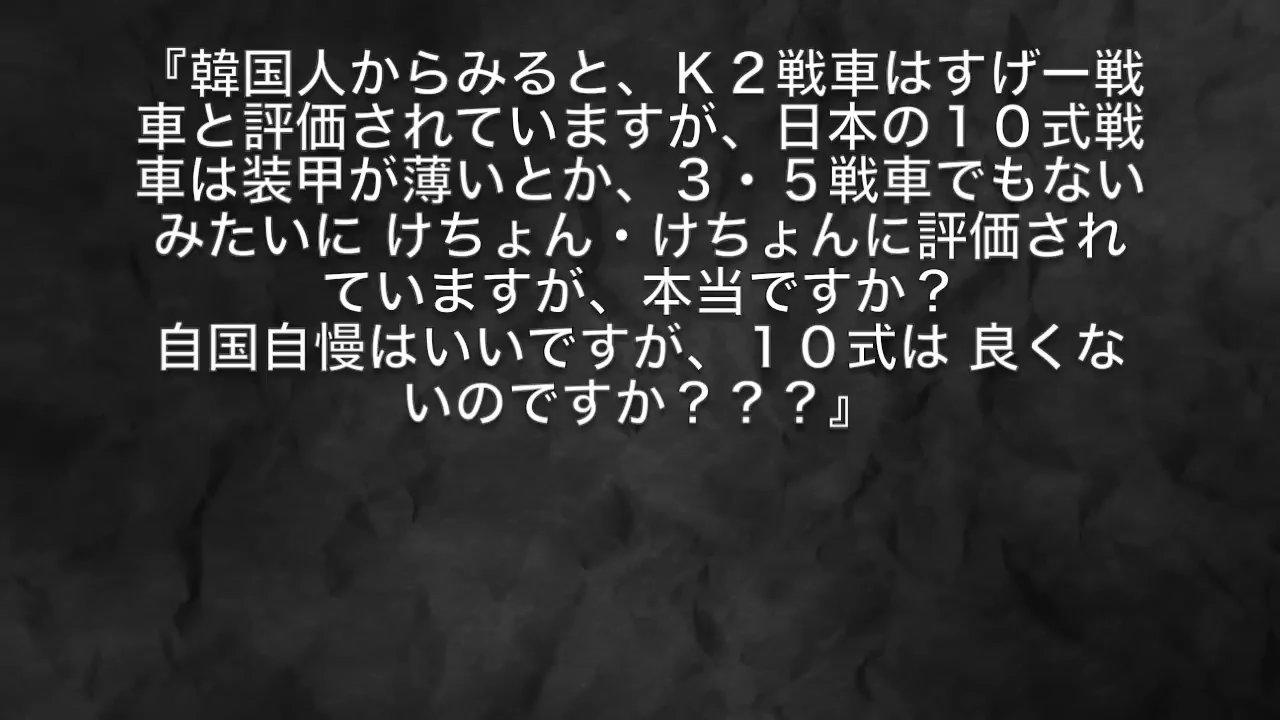 『韓国人からみると、Ｋ２戦車はすげー戦
車と評価されていますが、日本の１０式戦
車は装甲が薄いとか、３・５戦車でもない
みたいに けちょん・けちょんに評価され
ていますが、本当ですか？
自国自慢はいいですが、１０式は 良くな
いのですか？？？』